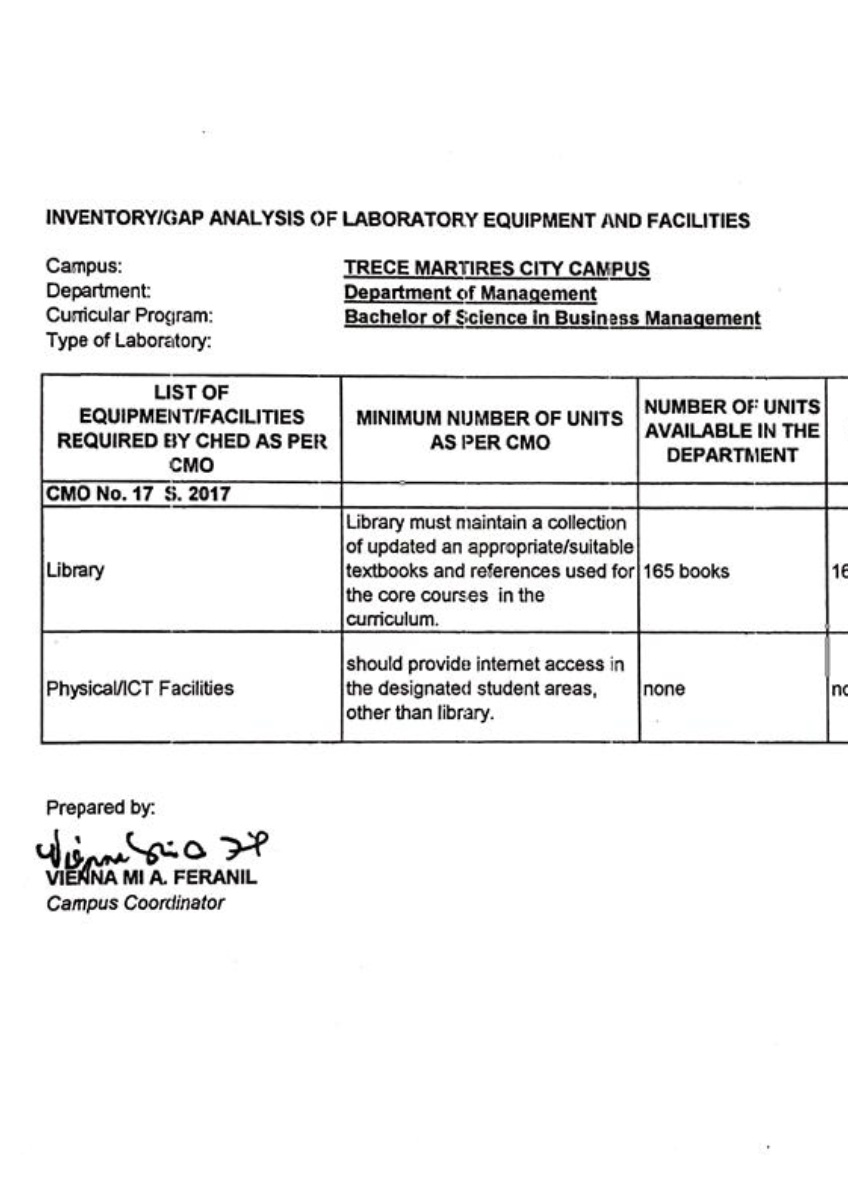 INVENTORY/GAP ANALYSIS OF LABORATORY EQUIPMENT AND FACILITIES
Campus: TRECE MARTIRES CITY CAMPUS
Department: Department of Management
Curricular Program: Bachelor of Science in Business Management
Type of Laboratory:
LIST OF
EQUIPMENT/FACILITIES
REQUIRED BY CHED AS PER
CMO
MINIMUM NUMBER OF UNITS
AS PER CMO
NUMBER OF UNITS
AVAILABLE IN THE
DEPARTMENT
CMO No. 17 S. 2017
Library
Library must maintain a collection
of updated an appropriate/suitable
textbooks and references used for
the core courses in the
curriculum.
165 books
16
Physical/ICT Facilities
should provide internet access in
the designated student areas,
other than library.
none
no
Prepared by:
VIENNA MI A. FERANIL
Campus Coordinator